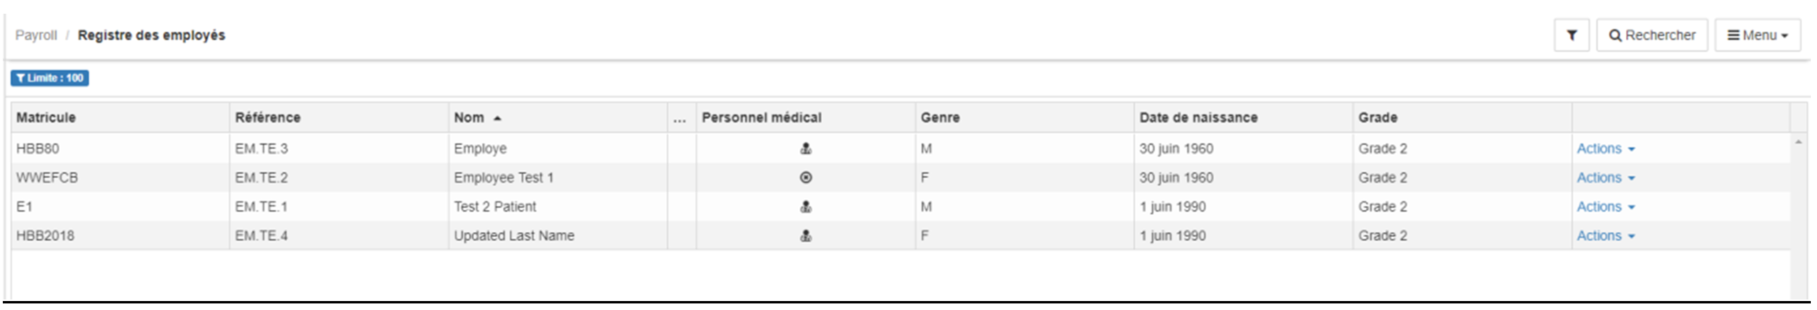 Payroll / Registre des employés Rechercher Menu
Limite : 100
Matricule Référence Nom ... Personnel médical Genre Date de naissance Grade
HBB80 EM.TE.3 Employe M 30 juin 1960 Grade 2 Actions
WWEFCB EM.TE.2 Employee Test 1 F 30 juin 1960 Grade 2 Actions
E1 EM.TE.1 Test 2 Patient M 1 juin 1990 Grade 2 Actions
HBB2018 EM.TE.4 Updated Last Name F 1 juin 1990 Grade 2 Actions